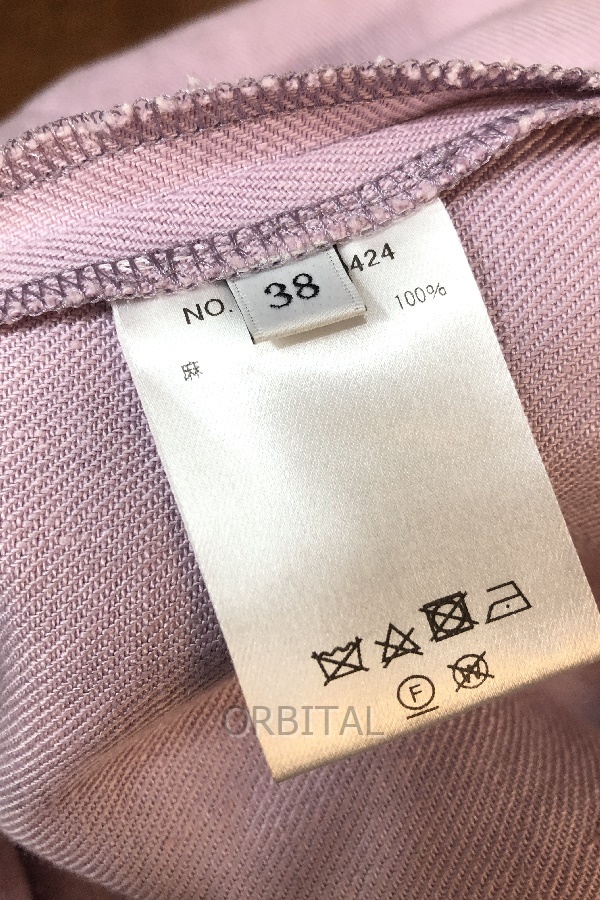 NO. 424
38
麻 100%
F
W
ORBITAL